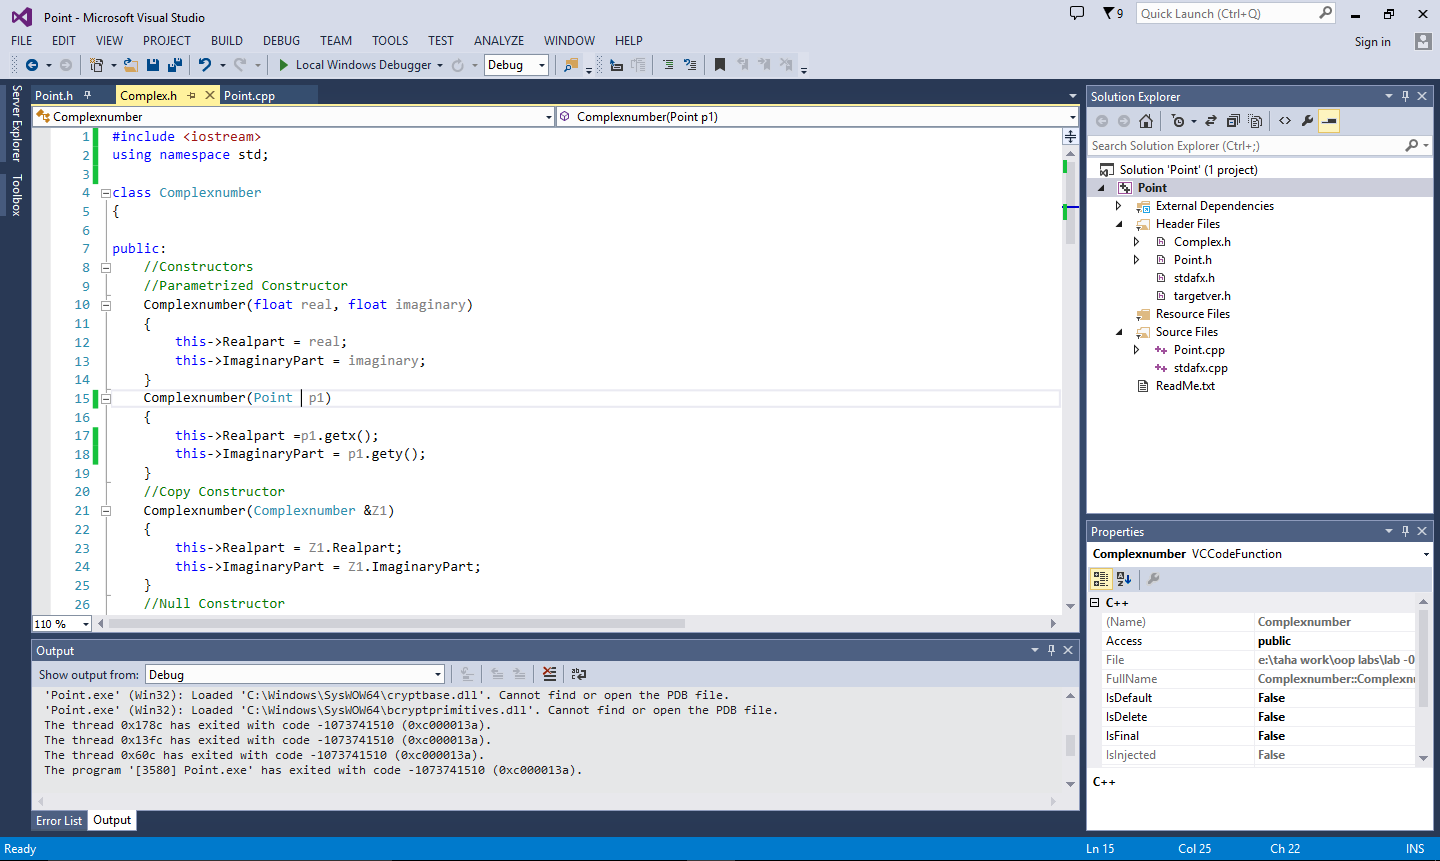 Point - Microsoft Visual Studio
9
Quick Launch (Ctrl+Q)
FILE EDIT VIEW PROJECT BUILD DEBUG TEAM TOOLS TEST ANALYZE WINDOW HELP
Sign in
Local Windows Debugger Debug
Server Explorer
Toolbox
Point.h Complex.h Point.cpp
Complexnumber Complexnumber(Point p1)
1 #include <iostream>
2 using namespace std;
3
4 class Complexnumber
5 {
6
7 public:
8 //Constructors
9 //Parametrized Constructor
10 Complexnumber(float real, float imaginary)
11 {
12 this->Realpart = real;
13 this->ImaginaryPart = imaginary;
14 }
15 Complexnumber(Point p1)
16 {
17 this->Realpart =p1.getx();
18 this->ImaginaryPart = p1.gety();
19 }
20 //Copy Constructor
21 Complexnumber(Complexnumber &Z1)
22 {
23 this->Realpart = Z1.Realpart;
24 this->ImaginaryPart = Z1.ImaginaryPart;
25 }
26 //Null Constructor
110 %
Output
Show output from: Debug
'Point.exe' (Win32): Loaded 'C:\Windows\SysWOW64\cryptbase.dll'. Cannot find or open the PDB file.
'Point.exe' (Win32): Loaded 'C:\Windows\SysWOW64\bcryptprimitives.dll'. Cannot find or open the PDB file.
The thread 0x178c has exited with code -1073741510 (0xc000013a).
The thread 0x13fc has exited with code -1073741510 (0xc000013a).
The thread 0x60c has exited with code -1073741510 (0xc000013a).
The program '[3580] Point.exe' has exited with code -1073741510 (0xc000013a).
Error List Output
Solution Explorer
Search Solution Explorer (Ctrl+;)
Solution 'Point' (1 project)
Point
External Dependencies
Header Files
Complex.h
Point.h
stdafx.h
targetver.h
Resource Files
Source Files
Point.cpp
stdafx.cpp
ReadMe.txt
Properties
Complexnumber VCCodeFunction
C++
(Name) Complexnumber
Access public
File e:\taha work\oop labs\lab -0
FullName Complexnumber::Complexnu
IsDefault False
IsDelete False
IsFinal False
IsInjected False
C++
Ready Ln 15 Col 25 Ch 22 INS